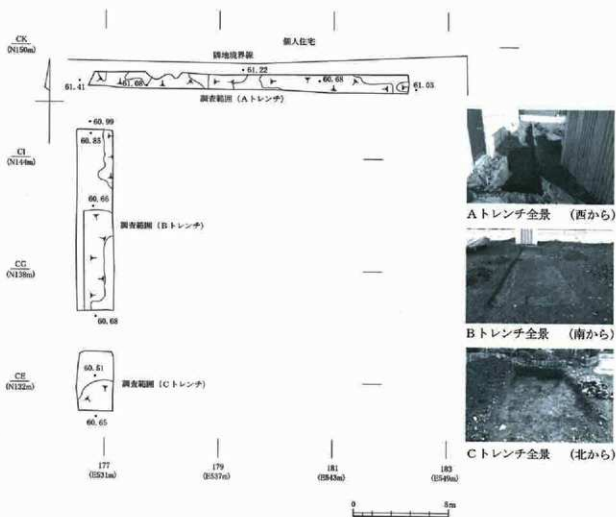 CK
(N150m)
個人住宅
隣地境界線
61.22
61.41
61.08
60.68
61.03
調査範囲 (Aトレンチ)
60.99
60.85
CI
(N144m)
60.66
調査範囲 (Bトレンチ)
CG
(N138m)
60.68
CE
(N132m)
60.51
調査範囲 (Cトレンチ)
60.65
177
(E531m)
179
(E537m)
181
(E543m)
183
(E549m)
0
5m
Aトレンチ全景 (西から)
Bトレンチ全景 (南から)
Cトレンチ全景 (北から)